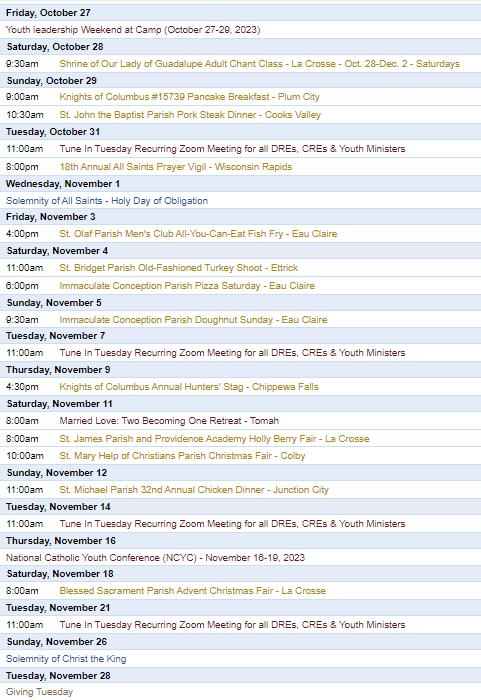 Friday, October 27
Youth leadership Weekend at Camp (October 27-29, 2023)
Saturday, October 28
9:30am Shrine of Our Lady of Guadalupe Adult Chant Class - La Crosse - Oct. 28-Dec. 2 - Saturdays
Sunday, October 29
9:00am Knights of Columbus #15739 Pancake Breakfast - Plum City
10:30am St. John the Baptist Parish Pork Steak Dinner - Cooks Valley
Tuesday, October 31
11:00am Tune In Tuesday Recurring Zoom Meeting for all DREs, CREs & Youth Ministers
8:00pm 18th Annual All Saints Prayer Vigil - Wisconsin Rapids
Wednesday, November 1
Solemnity of All Saints - Holy Day of Obligation
Friday, November 3
4:00pm St. Olaf Parish Men's Club All-You-Can-Eat Fish Fry - Eau Claire
Saturday, November 4
11:00am St. Bridget Parish Old-Fashioned Turkey Shoot - Ettrick
6:00pm Immaculate Conception Parish Pizza Saturday - Eau Claire
Sunday, November 5
9:30am Immaculate Conception Parish Doughnut Sunday - Eau Claire
Tuesday, November 7
11:00am Tune In Tuesday Recurring Zoom Meeting for all DREs, CREs & Youth Ministers
Thursday, November 9
4:30pm Knights of Columbus Annual Hunters' Stag - Chippewa Falls
Saturday, November 11
8:00am Married Love: Two Becoming One Retreat - Tomah
8:00am St. James Parish and Providence Academy Holly Berry Fair - La Crosse
10:00am St. Mary Help of Christians Parish Christmas Fair - Colby
Sunday, November 12
11:00am St. Michael Parish 32nd Annual Chicken Dinner - Junction City
Tuesday, November 14
11:00am Tune In Tuesday Recurring Zoom Meeting for all DREs, CREs & Youth Ministers
Thursday, November 16
National Catholic Youth Conference (NCYC) - November 16-19, 2023
Saturday, November 18
8:00am Blessed Sacrament Parish Advent Christmas Fair - La Crosse
Tuesday, November 21
11:00am Tune In Tuesday Recurring Zoom Meeting for all DREs, CREs & Youth Ministers
Sunday, November 26
Solemnity of Christ the King
Tuesday, November 28
Giving Tuesday